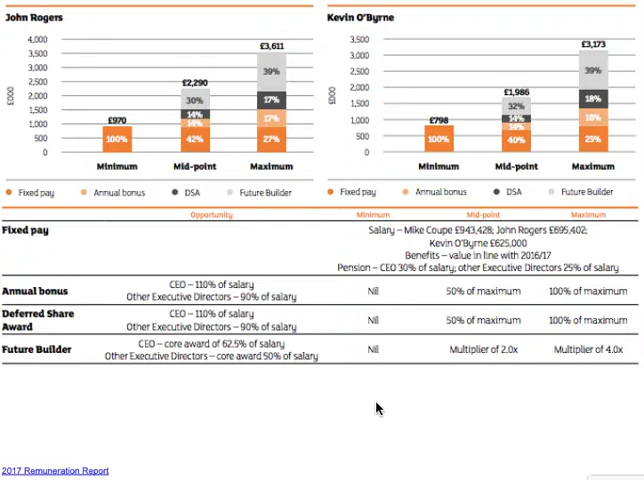 John Rogers
4,000
3,500
3,000
2,500
2,000
1,500
1,000
500
0
£000
£970
100%
£2,290
30%
14%
14%
42%
£3,611
39%
17%
17%
27%
Minimum Mid-point Maximum
Fixed pay Annual bonus DSA Future Builder
Kevin O'Byrne
3,500
3,000
2,500
2,000
1,500
1,000
500
0
£000
£798
100%
£1,986
32%
14%
14%
40%
£3,173
39%
18%
18%
25%
Minimum Mid-point Maximum
Fixed pay Annual bonus DSA Future Builder
Opportunity Minimum Mid-point Maximum
Fixed pay
Salary – Mike Coupe £943,428; John Rogers £695,402;
Kevin O'Byrne £625,000
Benefits – value in line with 2016/17
Pension – CEO 30% of salary; other Executive Directors 25% of salary
Annual bonus
CEO – 110% of salary
Other Executive Directors – 90% of salary
Nil 50% of maximum 100% of maximum
Deferred Share
Award
CEO – 110% of salary
Other Executive Directors – 90% of salary
Nil 50% of maximum 100% of maximum
Future Builder
CEO – core award of 62.5% of salary
Other Executive Directors – core award 50% of salary
Nil Multiplier of 2.0x Multiplier of 4.0x
2017 Remuneration Report